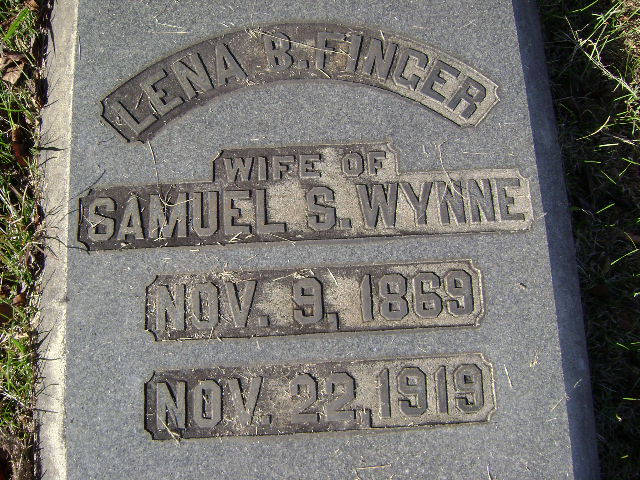 LENA B. FINGER
WIFE OF
SAMUEL S. WYNNE
NOV. 9, 1869
NOV. 22, 1919